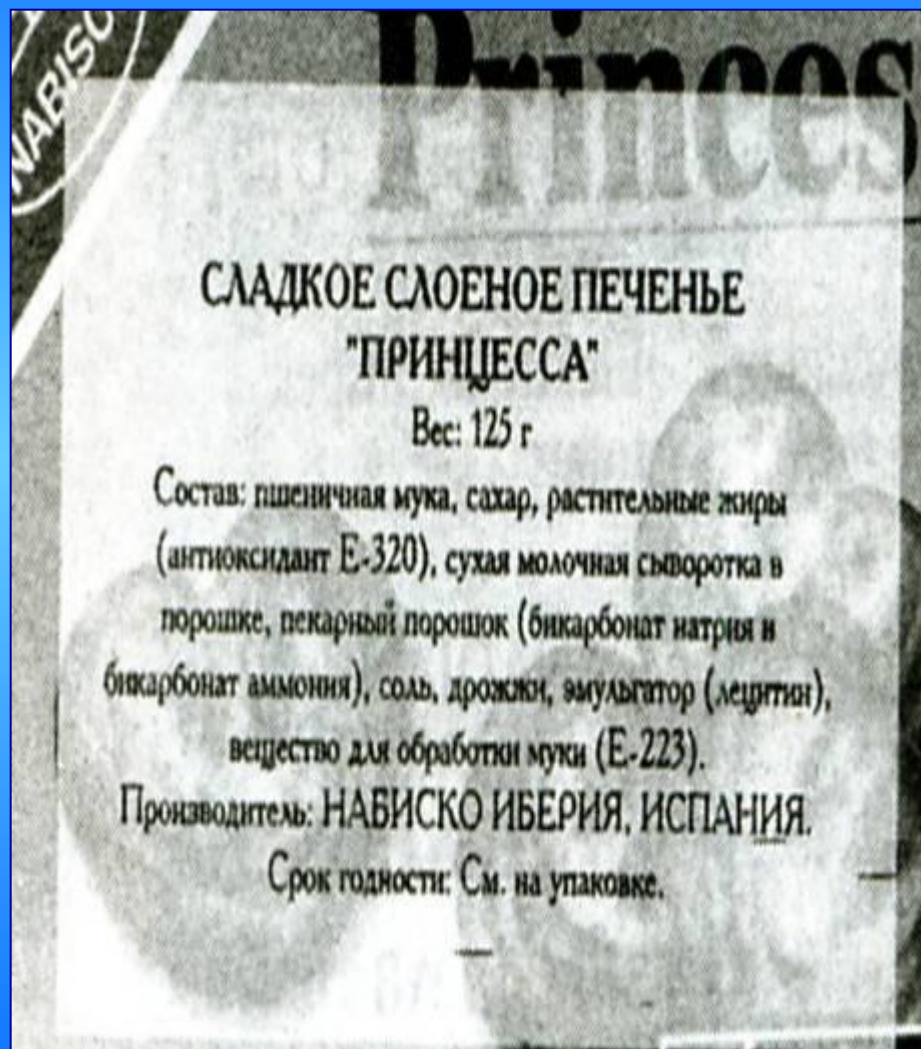 NABISC
Princes
СЛАДКОЕ СЛОЕНОЕ ПЕЧЕНЬЕ
"ПРИНЦЕССА"
Вес: 125 г
Состав: пшеничная мука, сахар, растительные жиры
(антиоксидант Е-320), сухая молочная сыворотка в
порошке, пекарный порошок (бикарбонат натрия и
бикарбонат аммония), соль, дрожжи, эмульгатор (лецитин),
вещество для обработки муки (Е-223).
Производитель: НАБИСКО ИБЕРИЯ, ИСПАНИЯ.
Срок годности: См. на упаковке.